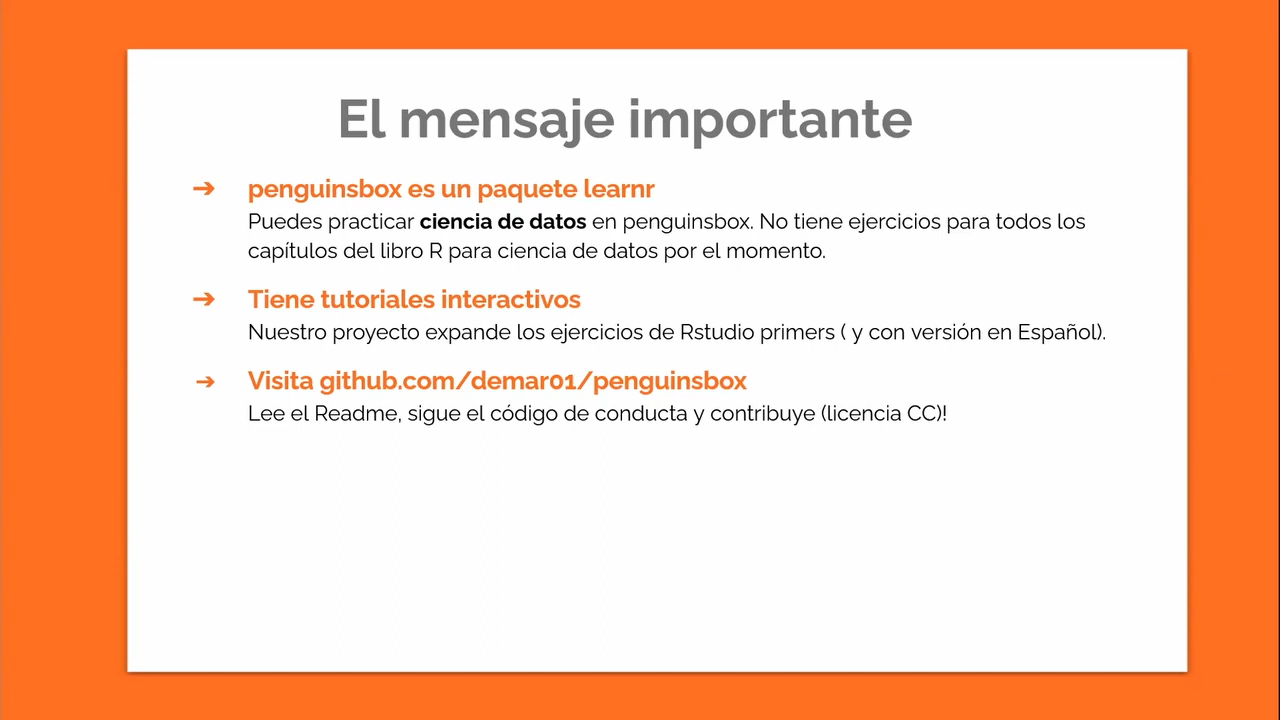 El mensaje importante
➔ penguinsbox es un paquete learnr
Puedes practicar ciencia de datos en penguinsbox. No tiene ejercicios para todos los
capítulos del libro R para ciencia de datos por el momento.
➔ Tiene tutoriales interactivos
Nuestro proyecto expande los ejercicios de Rstudio primers ( y con versión en Español).
➔ Visita github.com/demar01/penguinsbox
Lee el Readme, sigue el código de conducta y contribuye (licencia CC)!